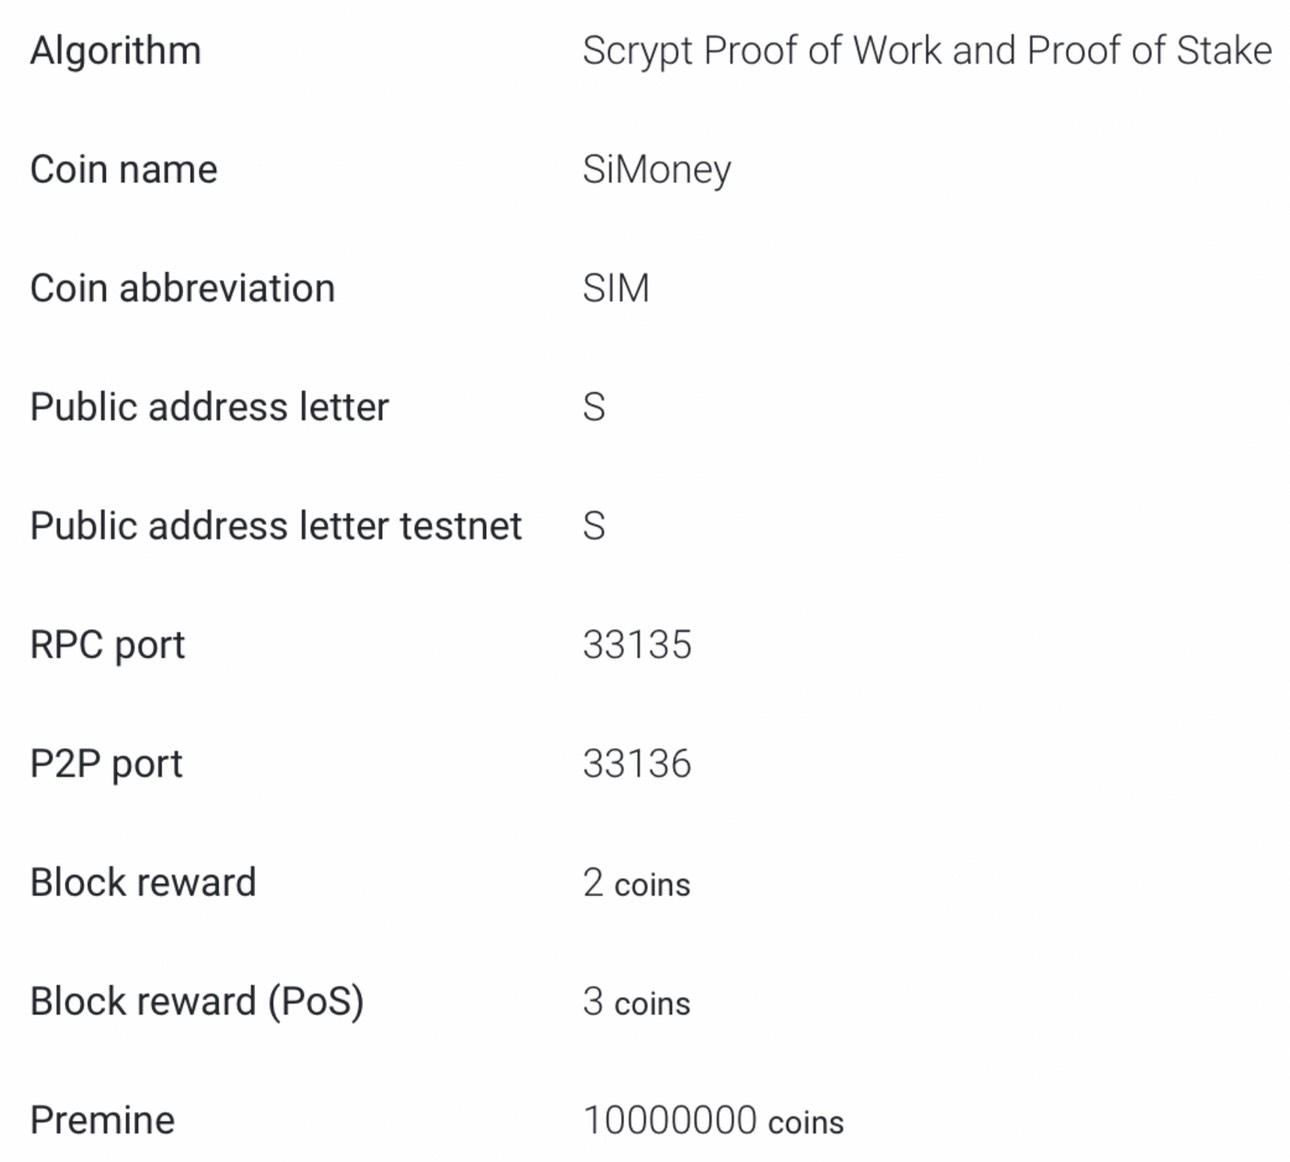 Algorithm Scrypt Proof of Work and Proof of Stake
Coin name SiMoney
Coin abbreviation SIM
Public address letter S
Public address letter testnet S
RPC port 33135
P2P port 33136
Block reward 2 coins
Block reward (PoS) 3 coins
Premine 10000000 coins